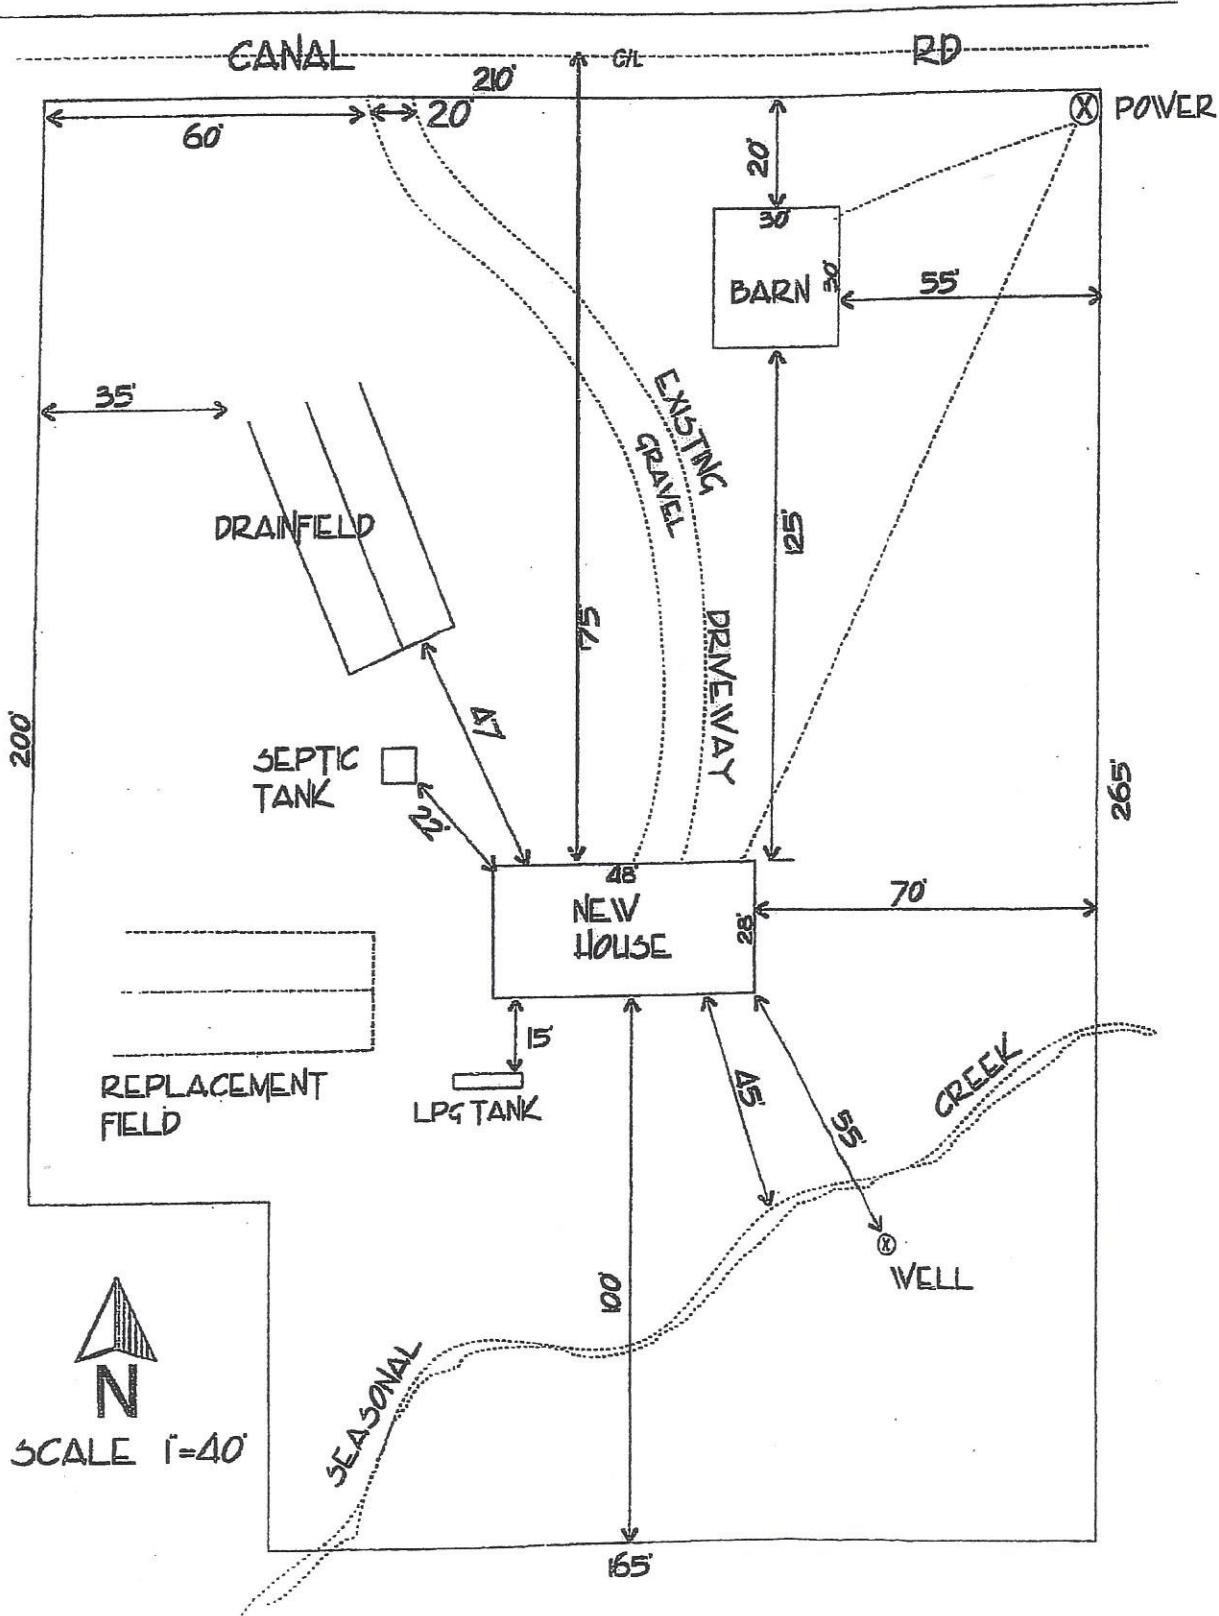 CANAL RD
C/L
210'
60'
20'
POWER
20'
30'
30'
BARN
55'
35'
EXISTING
GRAVEL
DRIVEWAY
125'
DRAINFIELD
175'
47'
200'
SEPTIC
TANK
22'
265'
48'
NEW
HOUSE
28'
70'
15'
REPLACEMENT
FIELD
LPG TANK
45'
55'
CREEK
WELL
100'
SEASONAL
N
SCALE 1"=40'
165'